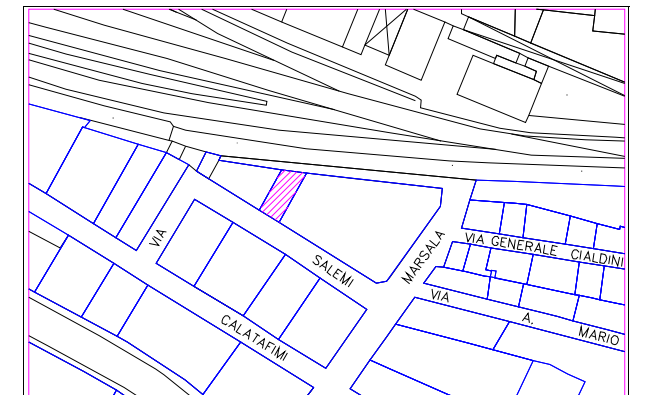 VIA GENERALE CIALDINI
VIA
SALEMI
MARSALA
VIA A. MARIO
CALATAFIMI